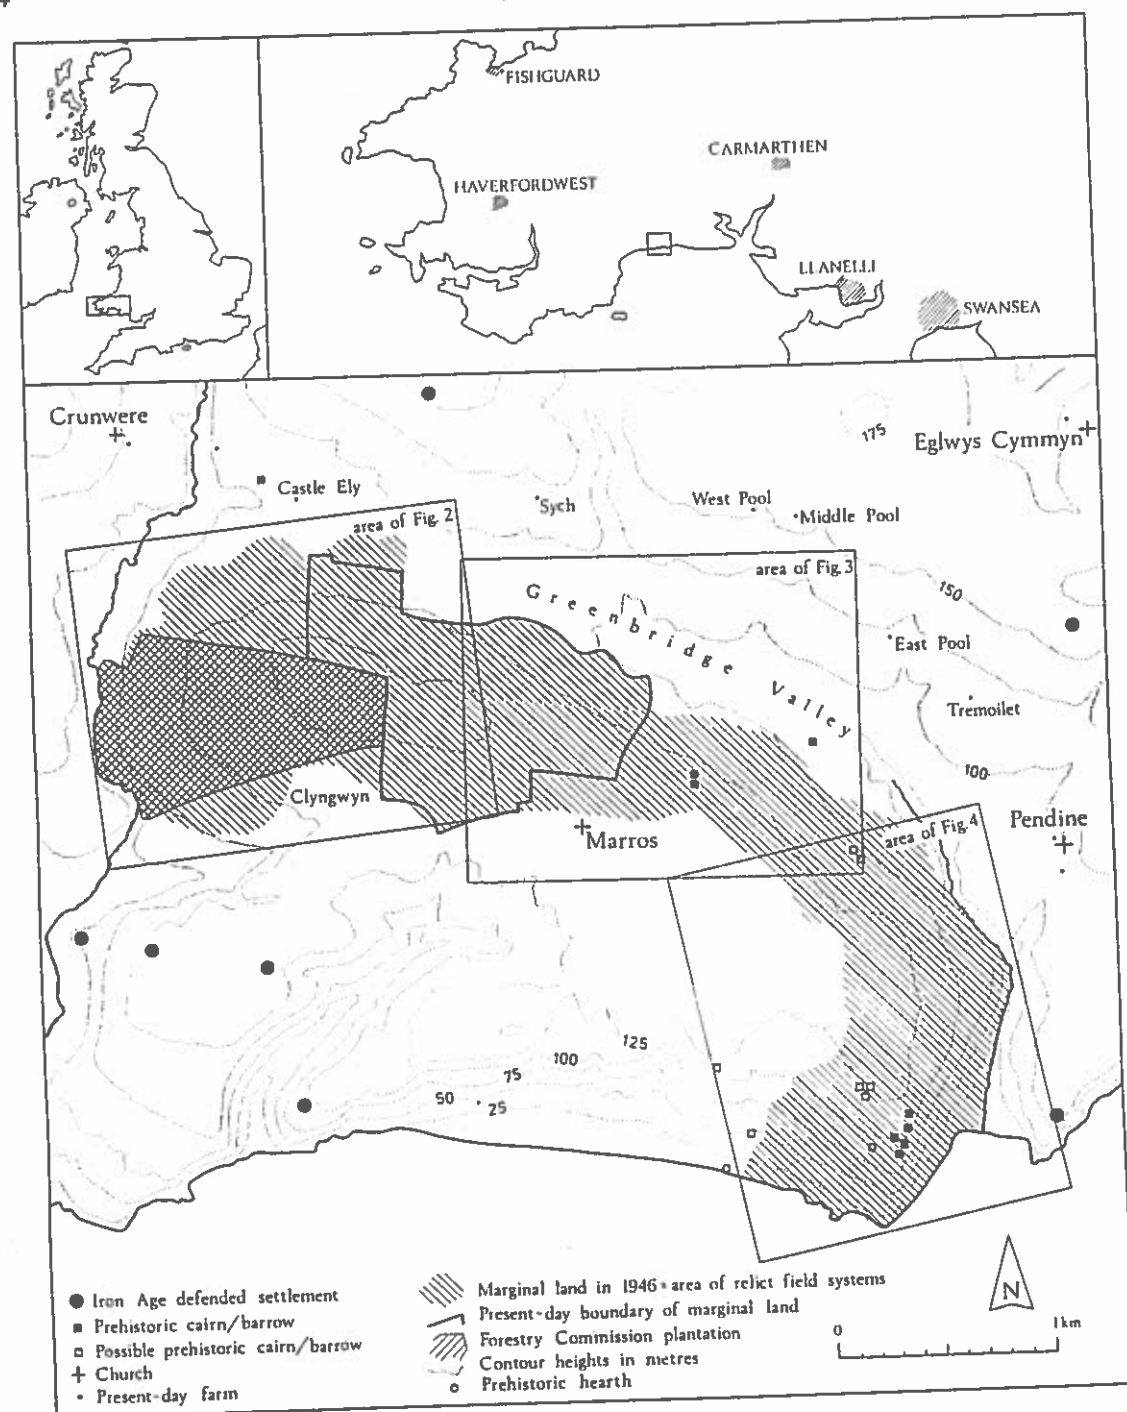 FISHGUARD
CARMARTHEN
HAVERFORDWEST
LLANELLI
SWANSEA
Crunwere
175
Eglwys Cymmyn
Castle Ely
Sych
West Pool
Middle Pool
area of Fig. 2
area of Fig. 3
Greenbridge Valley
150
East Pool
Tremoilet
100
Clyngwyn
Marros
area of Fig. 4
Pendine
125
100
75
50
25
Iron Age defended settlement
Prehistoric cairn/barrow
Possible prehistoric cairn/barrow
Church
Present-day farm
Marginal land in 1946 = area of relict field systems
Present-day boundary of marginal land
Forestry Commission plantation
Contour heights in metres
Prehistoric hearth
N
0 1km